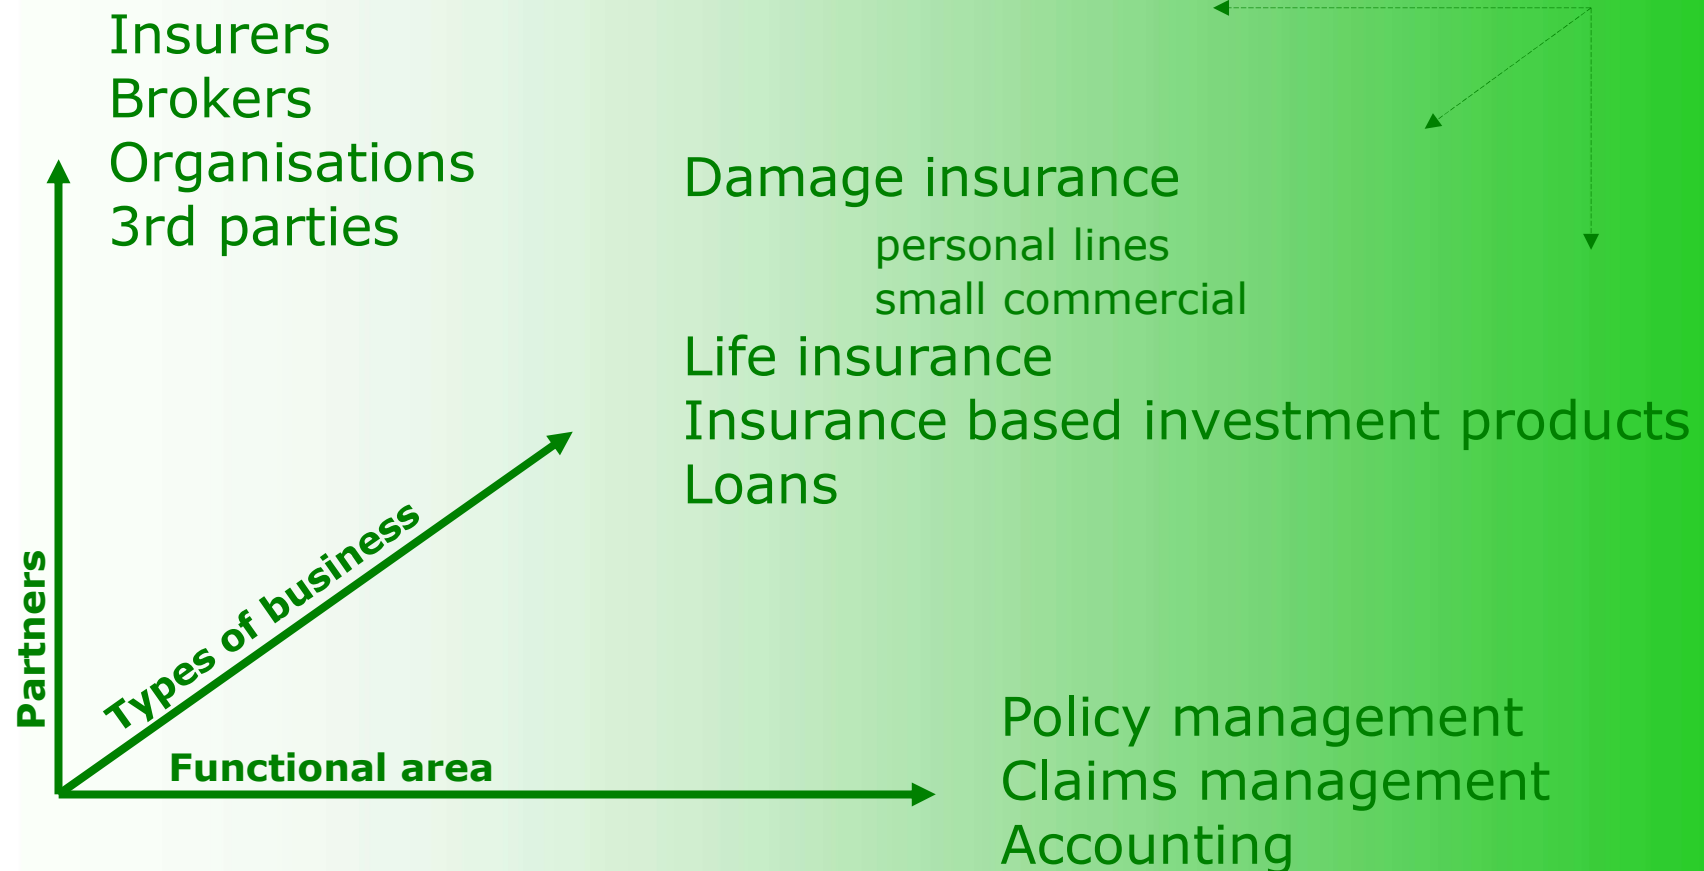 Insurers
Brokers
Organisations
3rd parties
Damage insurance
personal lines
small commercial
Life insurance
Insurance based investment products
Loans
Partners
Types of business
Functional area
Policy management
Claims management
Accounting